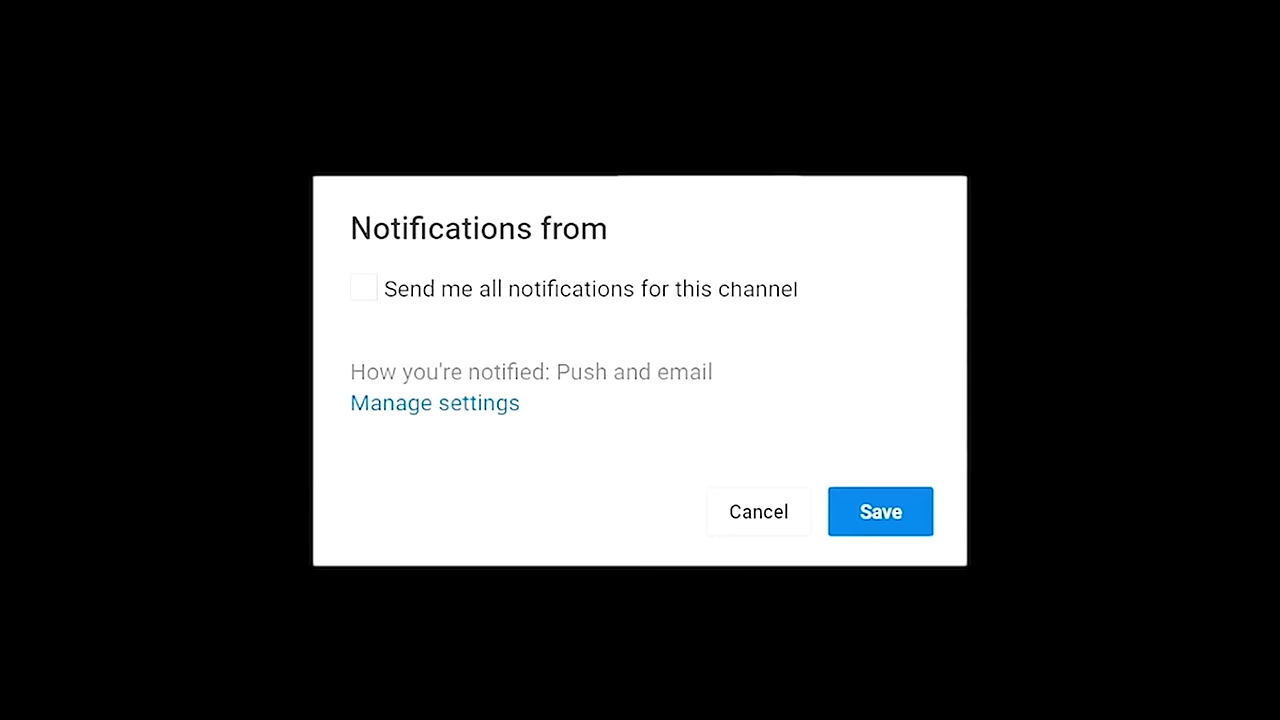 Notifications from
Send me all notifications for this channel
How you're notified: Push and email
Manage settings
Cancel Save